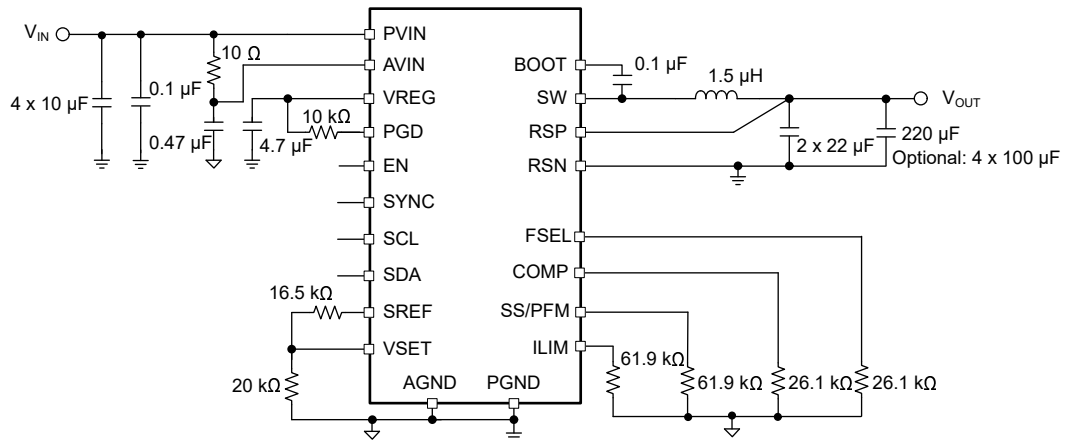 VIN
4 x 10 µF
0.1 µF
10 Ω
0.47 µF
4.7 µF
10 kΩ
16.5 kΩ
20 kΩ
PVIN
AVIN
VREG
PGD
EN
SYNC
SCL
SDA
SREF
VSET
AGND
PGND
BOOT
SW
RSP
RSN
FSEL
COMP
SS/PFM
ILIM
0.1 µF
1.5 µH
VOUT
2 x 22 µF
220 µF
Optional: 4 x 100 µF
61.9 kΩ
61.9 kΩ
26.1 kΩ
26.1 kΩ